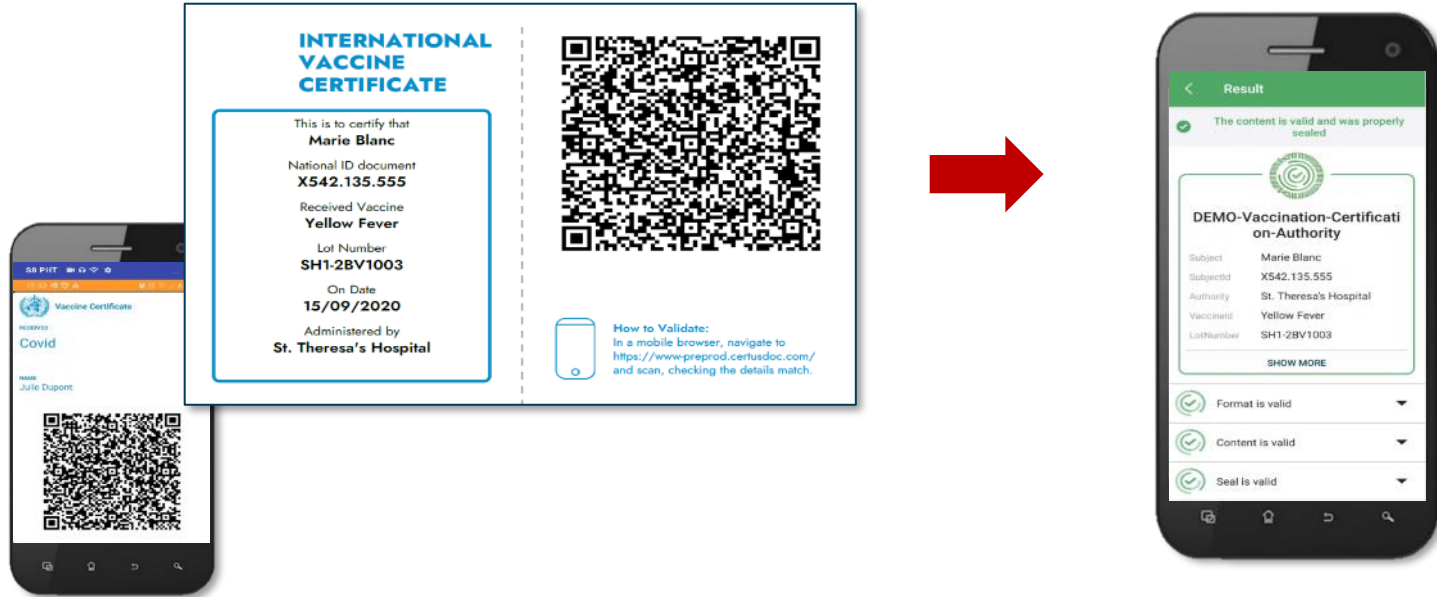 INTERNATIONAL
VACCINE
CERTIFICATE
This is to certify that
Marie Blanc
National ID document
X542.135.555
Received Vaccine
Yellow Fever
Lot Number
SH1-2BV1003
On Date
15/09/2020
Administered by
St. Theresa's Hospital
How to Validate:
In a mobile browser, navigate to
https://www-preprod.certusdoc.com/
and scan, checking the details match.
Vaccine Certificate
RECEIVED
Covid
NAME
Julie Dupont
Result
The content is valid and was properly
sealed
DEMO-Vaccination-Certificati
on-Authority
Subject Marie Blanc
SubjectId X542.135.555
Authority St. Theresa's Hospital
VaccineId Yellow Fever
LotNumber SH1-2BV1003
SHOW MORE
Format is valid
Content is valid
Seal is valid